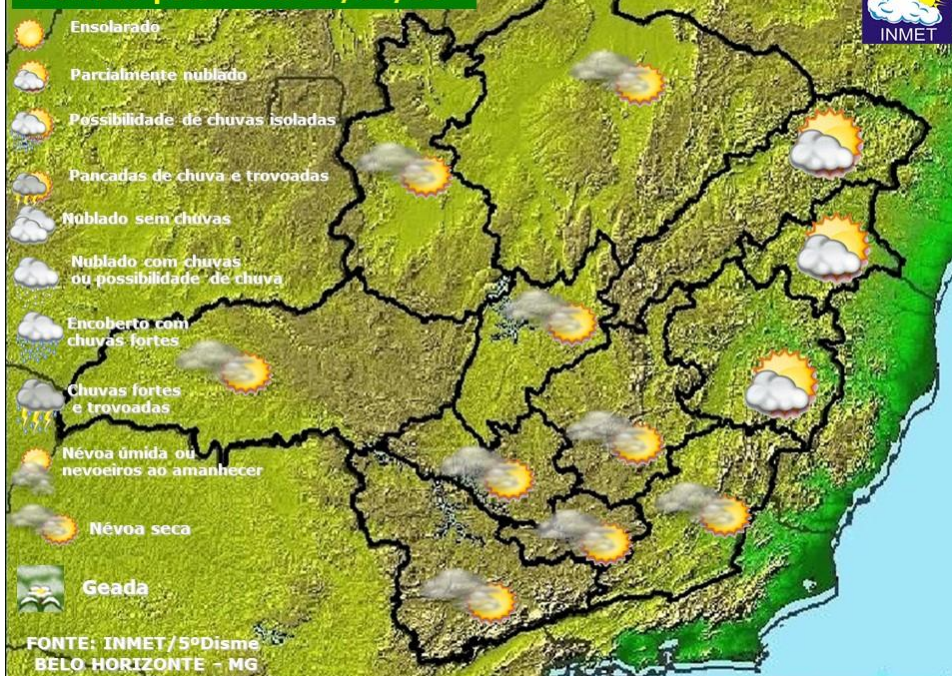 INMET
Ensolarado
Parcialmente nublado
Possibilidade de chuvas isoladas
Pancadas de chuva e trovoadas
Nublado sem chuvas
Nublado com chuvas
ou possibilidade de chuva
Encoberto com
chuvas fortes
Chuvas fortes
e trovoadas
Névoa úmida ou
nevoeiros ao amanhecer
Névoa seca
Geada
FONTE: INMET/5ºDisme
BELO HORIZONTE - MG